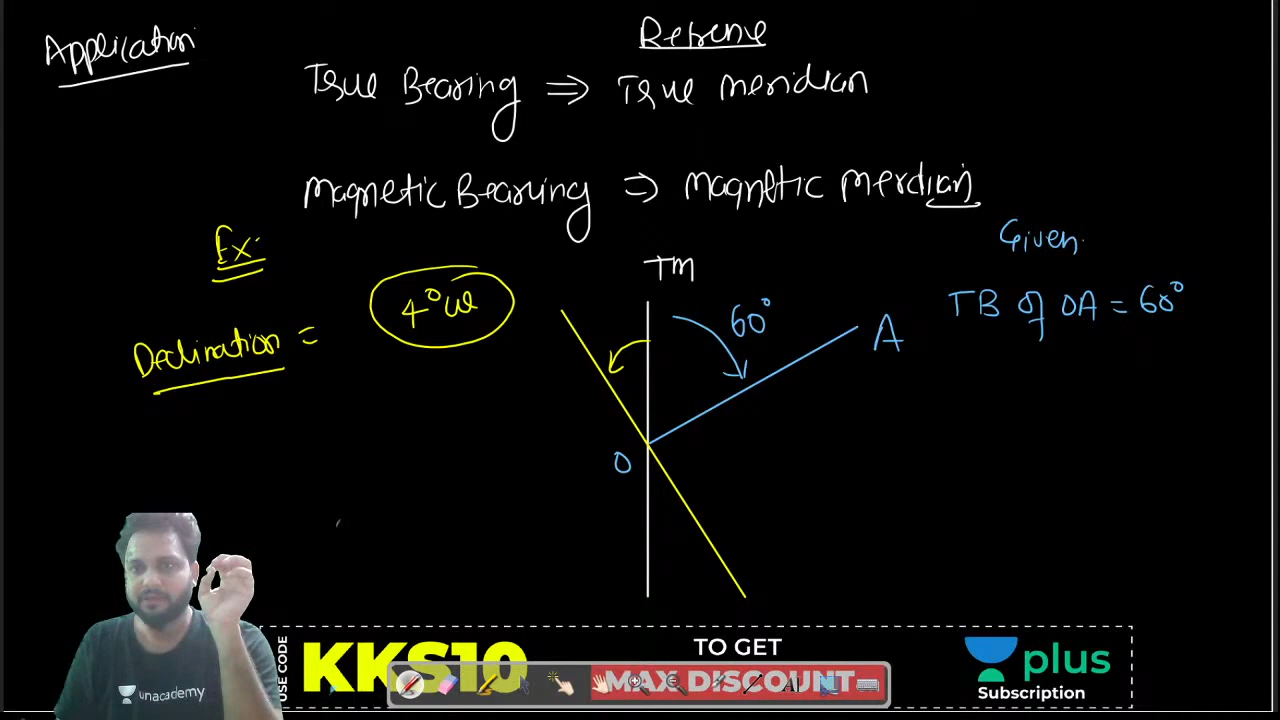 Application
Reference
True Bearing ⇒ True meridian
Magnetic Bearing ⇒ Magnetic Merdian
Ex:
Given
TM
4°W
60°
TB of OA = 60°
Declination =
A
O
unacademy
USE CODE
KKS10
TO GET
MAX DISCOUNT
plus
Subscription